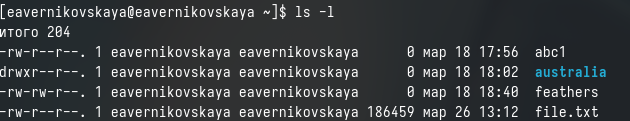 [eavernikovskaya@eavernikovskaya ~]$ ls -l
итого 204
-rw-r--r--. 1 eavernikovskaya eavernikovskaya 0 мар 18 17:56 abc1
drwxr--r--. 1 eavernikovskaya eavernikovskaya 0 мар 18 18:02 australia
-rw-rw-r--. 1 eavernikovskaya eavernikovskaya 0 мар 18 18:40 feathers
-rw-r--r--. 1 eavernikovskaya eavernikovskaya 186459 мар 26 13:12 file.txt